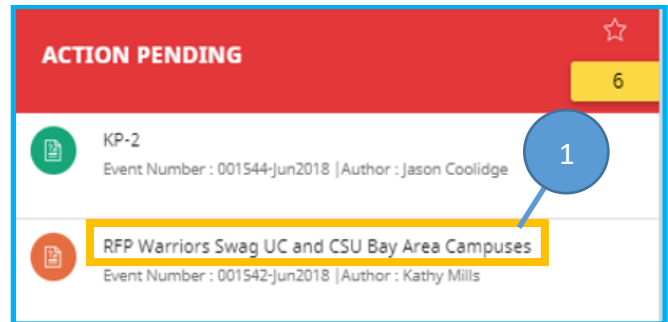 ACTION PENDING
6
KP-2
Event Number : 001544-Jun2018 |Author : Jason Coolidge
1
RFP Warriors Swag UC and CSU Bay Area Campuses
Event Number : 001542-Jun2018 |Author : Kathy Mills